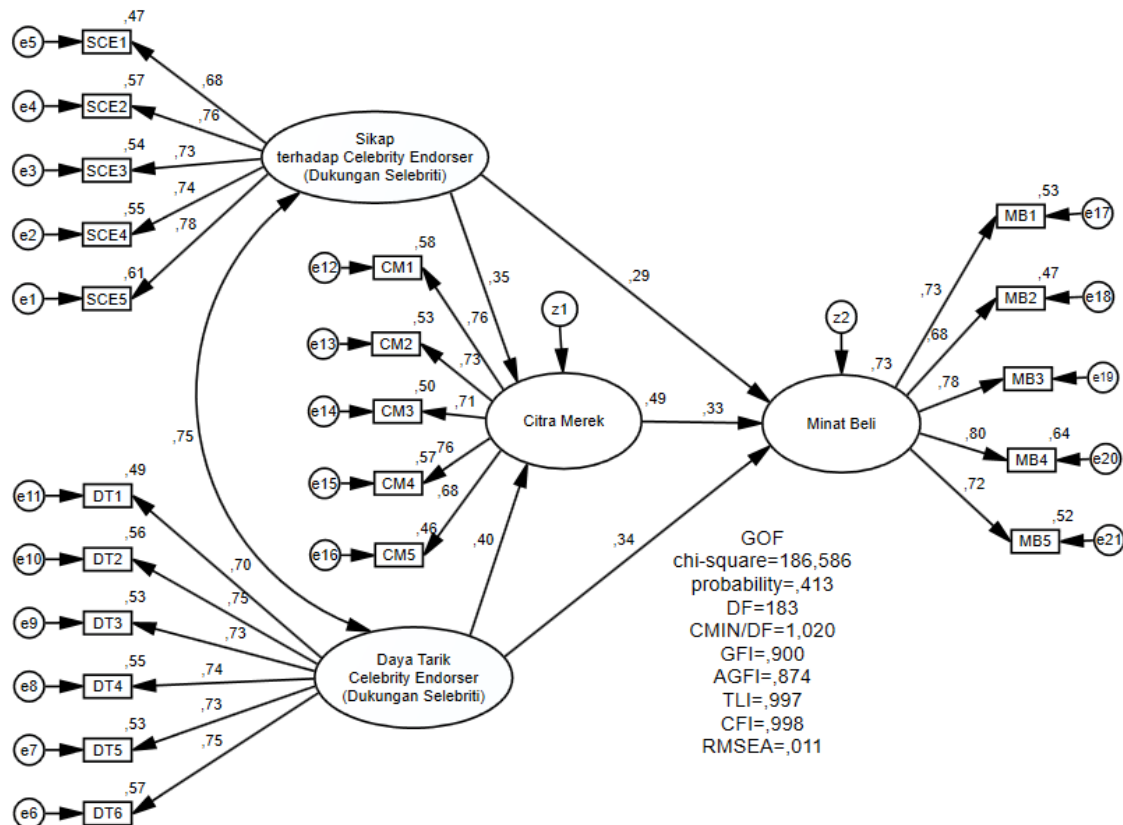 ,47
e5 SCE1
,68
,57
e4 SCE2
,76
,54
e3 SCE3
,73
,55
e2 SCE4
,74
,61
e1 SCE5
,78
Sikap
terhadap Celebrity Endorser
(Dukungan Selebriti)
,35
,29
,75
,58
e12 CM1
,76
,53
e13 CM2
,73
,50
e14 CM3
,71
,57
e15 CM4
,76
,46
e16 CM5
,68
z1
,49
Citra Merek
,33
z2
,73
Minat Beli
,53
MB1 e17
,73
,47
MB2 e18
,68
MB3 e19
,78
,64
MB4 e20
,80
,52
MB5 e21
,72
,49
e11 DT1
,70
,56
e10 DT2
,75
,53
e9 DT3
,73
,55
e8 DT4
,74
,53
e7 DT5
,73
,57
e6 DT6
,75
Daya Tarik
Celebrity Endorser
(Dukungan Selebriti)
,40
,34
GOF
chi-square=186,586
probability=,413
DF=183
CMIN/DF=1,020
GFI=,900
AGFI=,874
TLI=,997
CFI=,998
RMSEA=,011